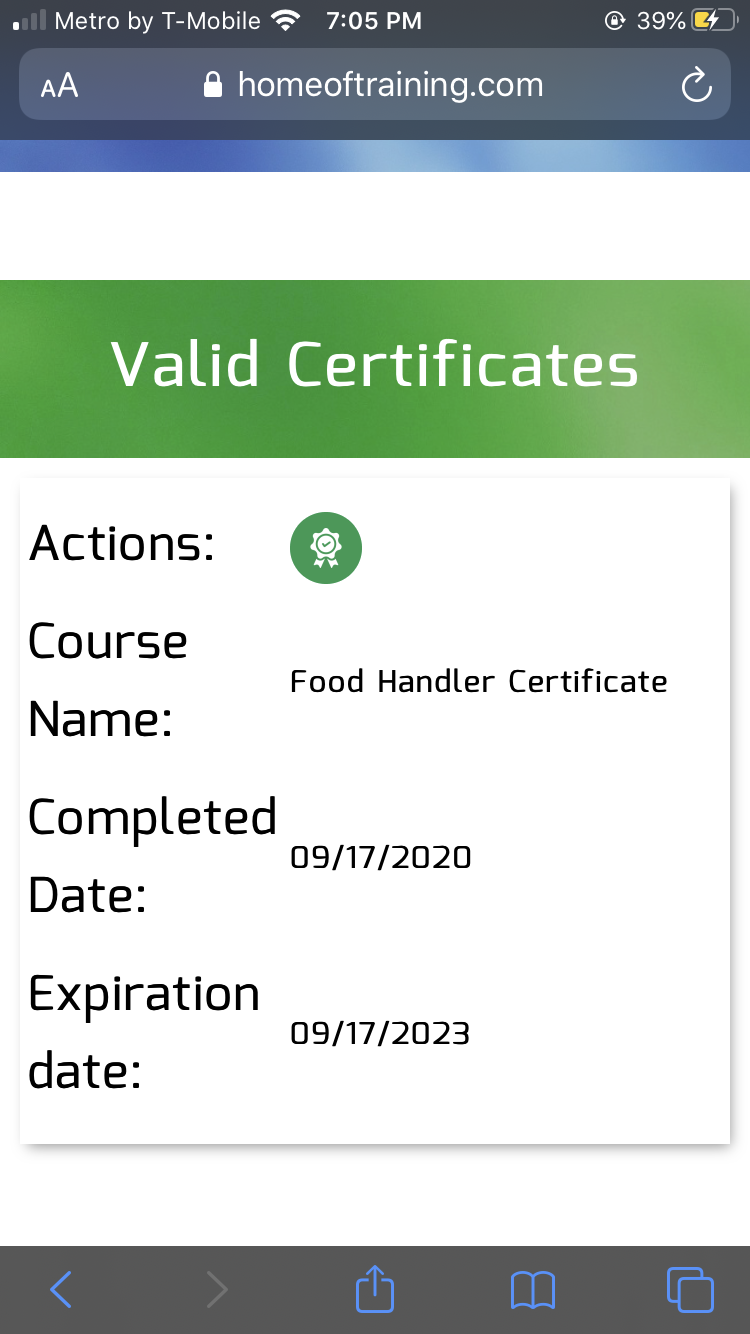 Metro by T-Mobile 7:05 PM 39%
AA homeoftraining.com
Valid Certificates
Actions:
Course
Name:
Food Handler Certificate
Completed
Date:
09/17/2020
Expiration
date:
09/17/2023